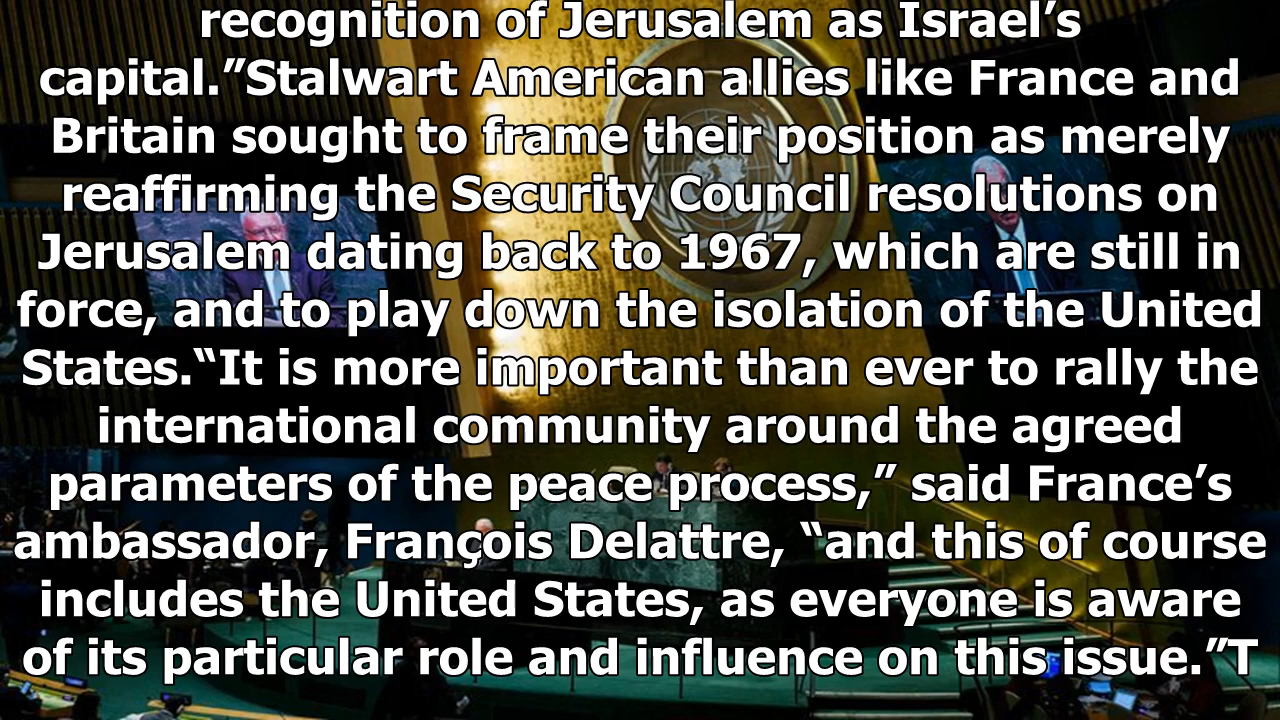 recognition of Jerusalem as Israel’s
capital.”Stalwart American allies like France and
Britain sought to frame their position as merely
reaffirming the Security Council resolutions on
Jerusalem dating back to 1967, which are still in
force, and to play down the isolation of the United
States.“It is more important than ever to rally the
international community around the agreed
parameters of the peace process,” said France’s
ambassador, François Delattre, “and this of course
includes the United States, as everyone is aware
of its particular role and influence on this issue.”T